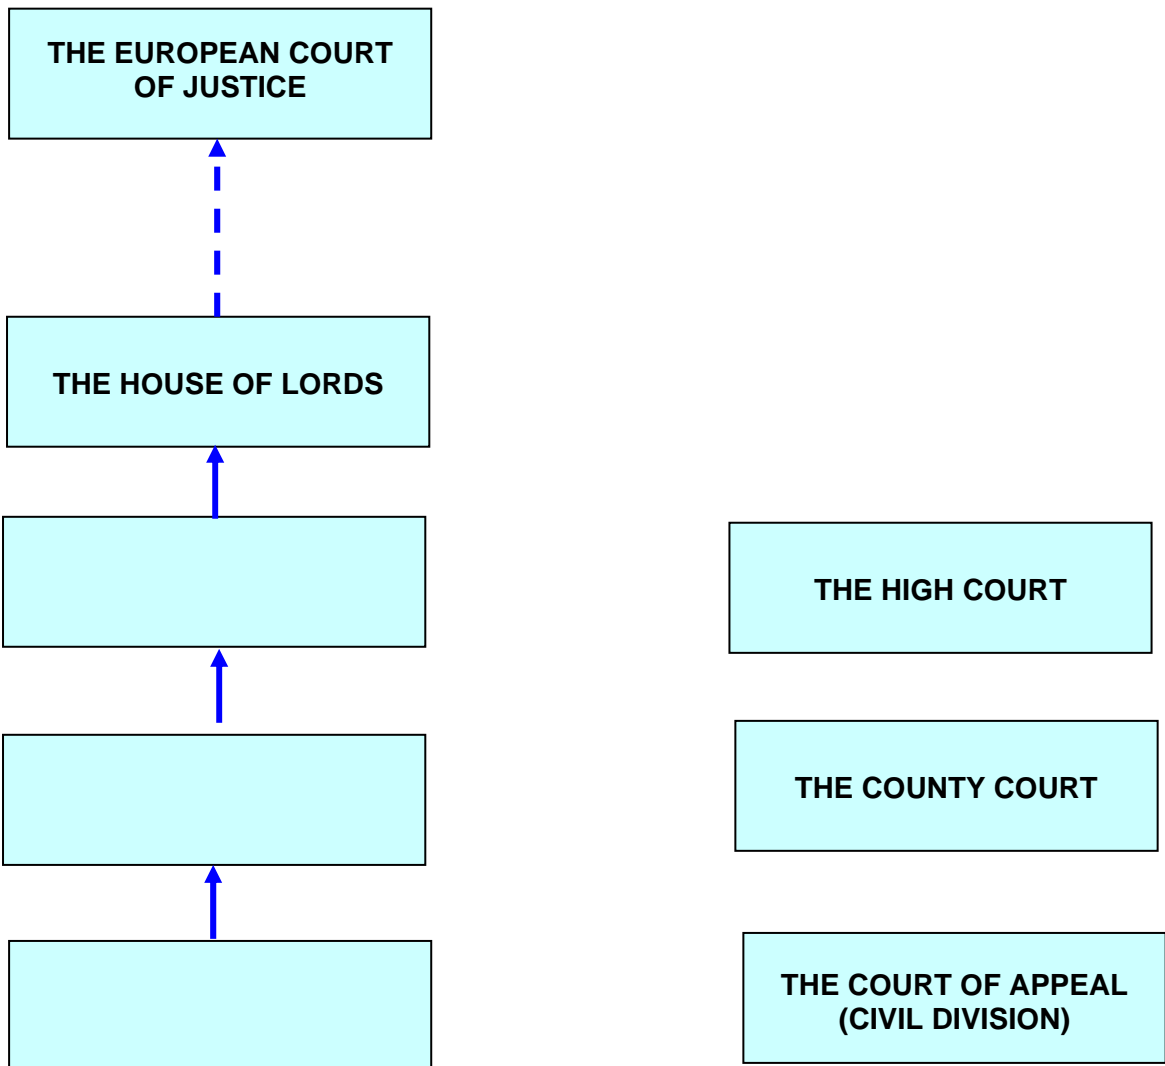 THE EUROPEAN COURT
OF JUSTICE
THE HOUSE OF LORDS
THE HIGH COURT
THE COUNTY COURT
THE COURT OF APPEAL
(CIVIL DIVISION)